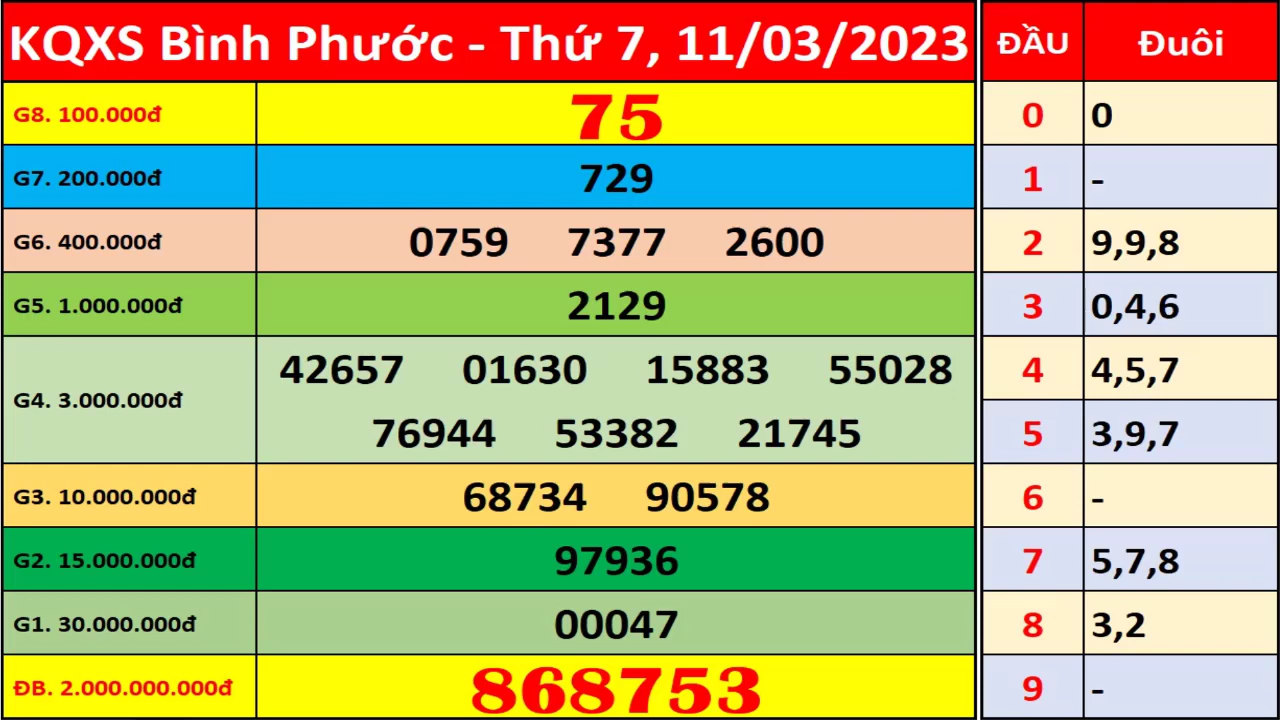 KQXS Bình Phước - Thứ 7, 11/03/2023 ĐẦU Đuôi
G8. 100.000đ 75 0 0
G7. 200.000đ 729 1 -
G6. 400.000đ 0759 7377 2600 2 9,9,8
G5. 1.000.000đ 2129 3 0,4,6
42657 01630 15883 55028 4 4,5,7
G4. 3.000.000đ
76944 53382 21745 5 3,9,7
G3. 10.000.000đ 68734 90578 6 -
G2. 15.000.000đ 97936 7 5,7,8
G1. 30.000.000đ 00047 8 3,2
ĐB. 2.000.000.000đ 868753 9 -